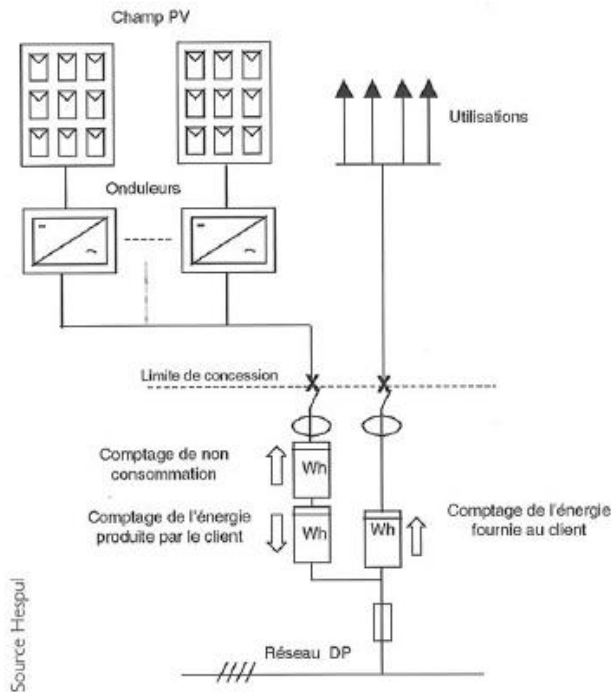 Champ PV
Utilisations
Onduleurs
Limite de concession
Comptage de non
consommation
Wh
Comptage de l'énergie
produite par le client
Wh
Wh
Comptage de l'énergie
fournie au client
Réseau DP
Source Hespul